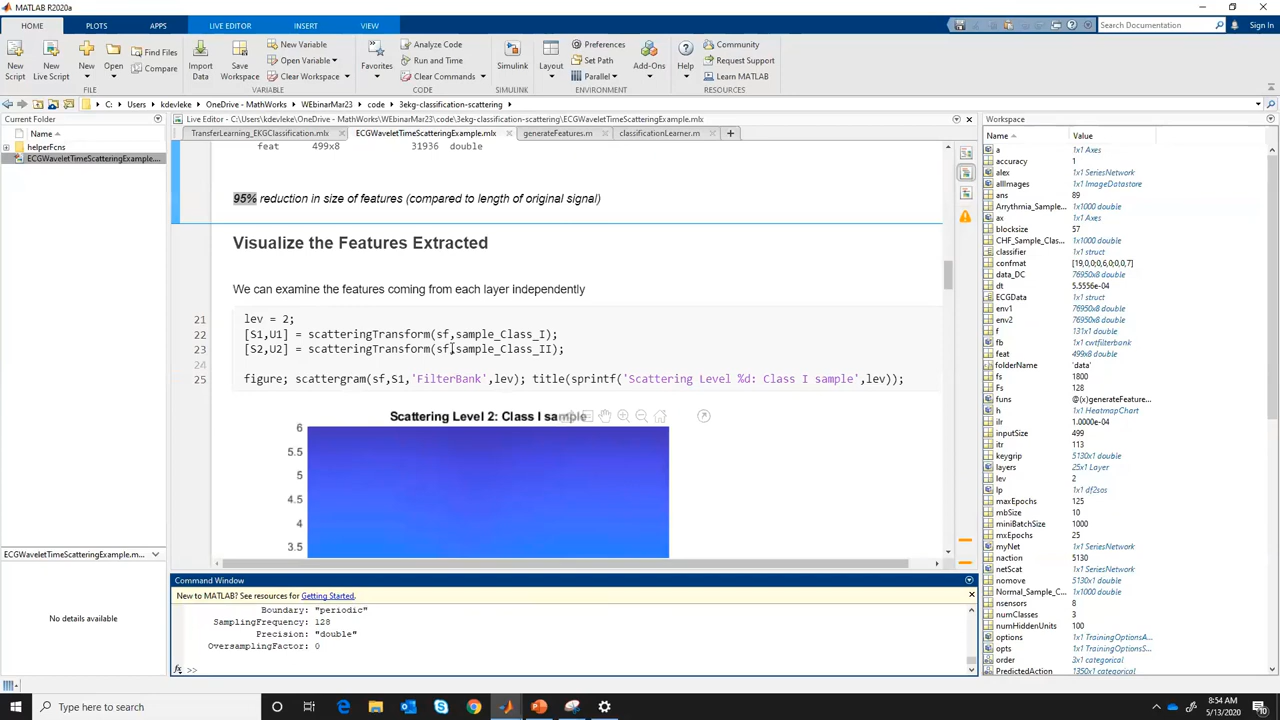 MATLAB R2020a
HOME PLOTS APPS LIVE EDITOR INSERT VIEW
Search Documentation Sign In
New Script
New Live Script
New
Open
Find Files
Compare
FILE
Import Data
Save Workspace
New Variable
Open Variable
Clear Workspace
VARIABLE
Favorites
Analyze Code
Run and Time
Clear Commands
CODE
Simulink
SIMULINK
Layout
Preferences
Set Path
Parallel
Add-Ons
ENVIRONMENT
Help
Community
Request Support
Learn MATLAB
RESOURCES
C: Users kdevleke OneDrive - MathWorks WEbinarMar23 code 3ekg-classification-scattering
Current Folder
Name
helperFcns
ECGWaveletTimeScatteringExample....
ECGWaveletTimeScatteringExample.m...
No details available
Live Editor - C:\Users\kdevleke\OneDrive - MathWorks\WEbinarMar23\code\3ekg-classification-scattering\ECGWaveletTimeScatteringExample.mlx
TransferLearning_EKGClassification.mlx ECGWaveletTimeScatteringExample.mlx generateFeatures.m classificationLearner.m
feat 499x8 31936 double
95% reduction in size of features (compared to length of original signal)
Visualize the Features Extracted
We can examine the features coming from each layer independently
21 lev = 2;
22 [S1,U1] = scatteringTransform(sf,sample_Class_I);
23 [S2,U2] = scatteringTransform(sf,sample_Class_II);
24
25 figure, scattergram(sf,S1,'FilterBank',lev); title(sprintf('Scattering Level %d: Class I sample',lev));
Scattering Level 2: Class I sample
6
5.5
5
4.5
4
3.5
Command Window
New to MATLAB? See resources for Getting Started.
Boundary: "periodic"
SamplingFrequency: 128
Precision: "double"
OversamplingFactor: 0
fx >>
Workspace
Name Value
a 1x1 Axes
accuracy 1
alex 1x1 SeriesNetwork
allImages 1x1 ImageDatastore
ans 89
Arrythmia_Sample... 1x1000 double
ax 1x1 Axes
blocksize 57
CHF_Sample_Clas... 1x1000 double
classifier 1x1 struct
confmat [19,0,0;0,6,0;0,0,7]
data_DC 76950x8 double
dt 5.5556e-04
ECGData 1x1 struct
env1 76950x8 double
env2 76950x8 double
f 131x1 double
fb 1x1 cwtfilterbank
feat 499x8 double
folderName 'data'
fs 1800
Fs 128
func @(x)generateFeature...
h 1x1 HeatmapChart
ilr 1.0000e-04
inputSize 499
itr 113
keygrip 5130x1 double
layers 25x1 Layer
lev 2
lp 1x1 df2sos
maxEpochs 125
mbSize 10
miniBatchSize 1000
mxEpochs 25
myNet 1x1 SeriesNetwork
naction 5130
netScat 1x1 SeriesNetwork
nomove 5130x1 double
Normal_Sample_C... 1x1000 double
nsensors 8
numClasses 3
numHiddenUnits 100
options 1x1 TrainingOptionsA...
opts 1x1 TrainingOptionsS...
order 3x1 categorical
PredictedAction 1350x1 categorical
Type here to search
8:54 AM
5/13/2020